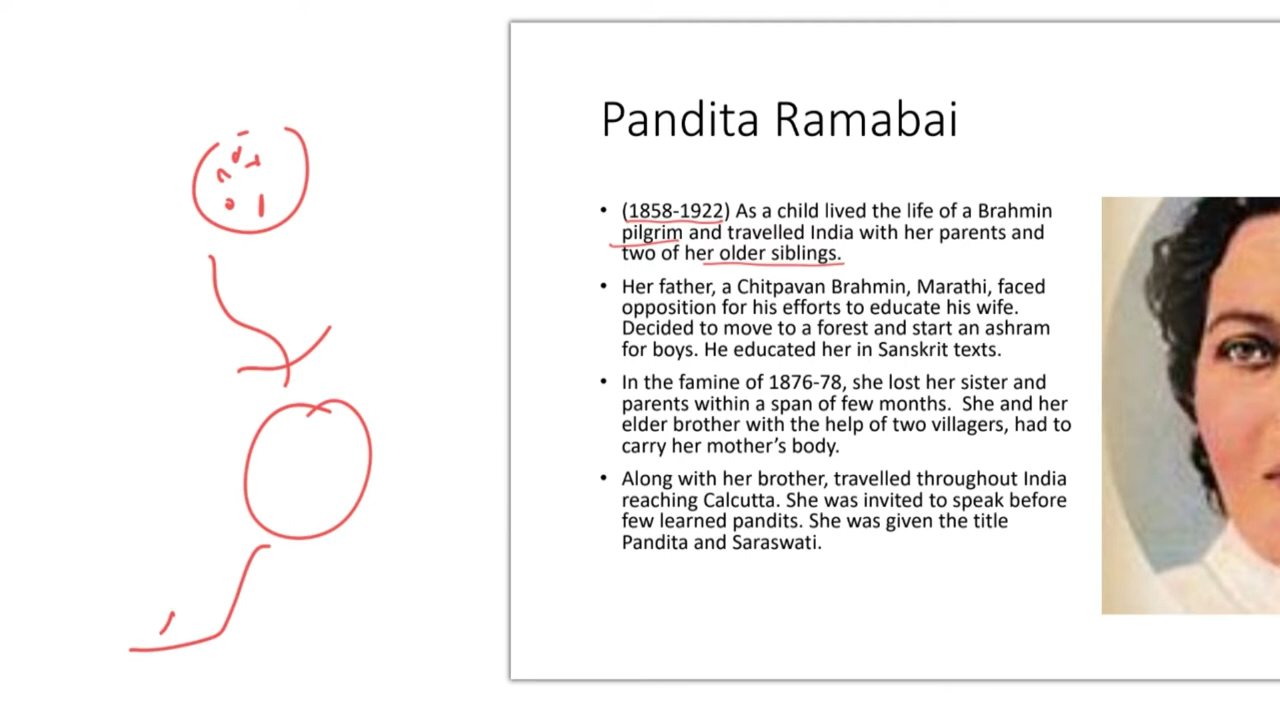 Pandita Ramabai
• (1858-1922) As a child lived the life of a Brahmin
pilgrim and travelled India with her parents and
two of her older siblings.
• Her father, a Chitpavan Brahmin, Marathi, faced
opposition for his efforts to educate his wife.
Decided to move to a forest and start an ashram
for boys. He educated her in Sanskrit texts.
• In the famine of 1876-78, she lost her sister and
parents within a span of few months.  She and her
elder brother with the help of two villagers, had to
carry her mother’s body.
• Along with her brother, travelled throughout India
reaching Calcutta. She was invited to speak before
few learned pandits. She was given the title
Pandita and Saraswati.